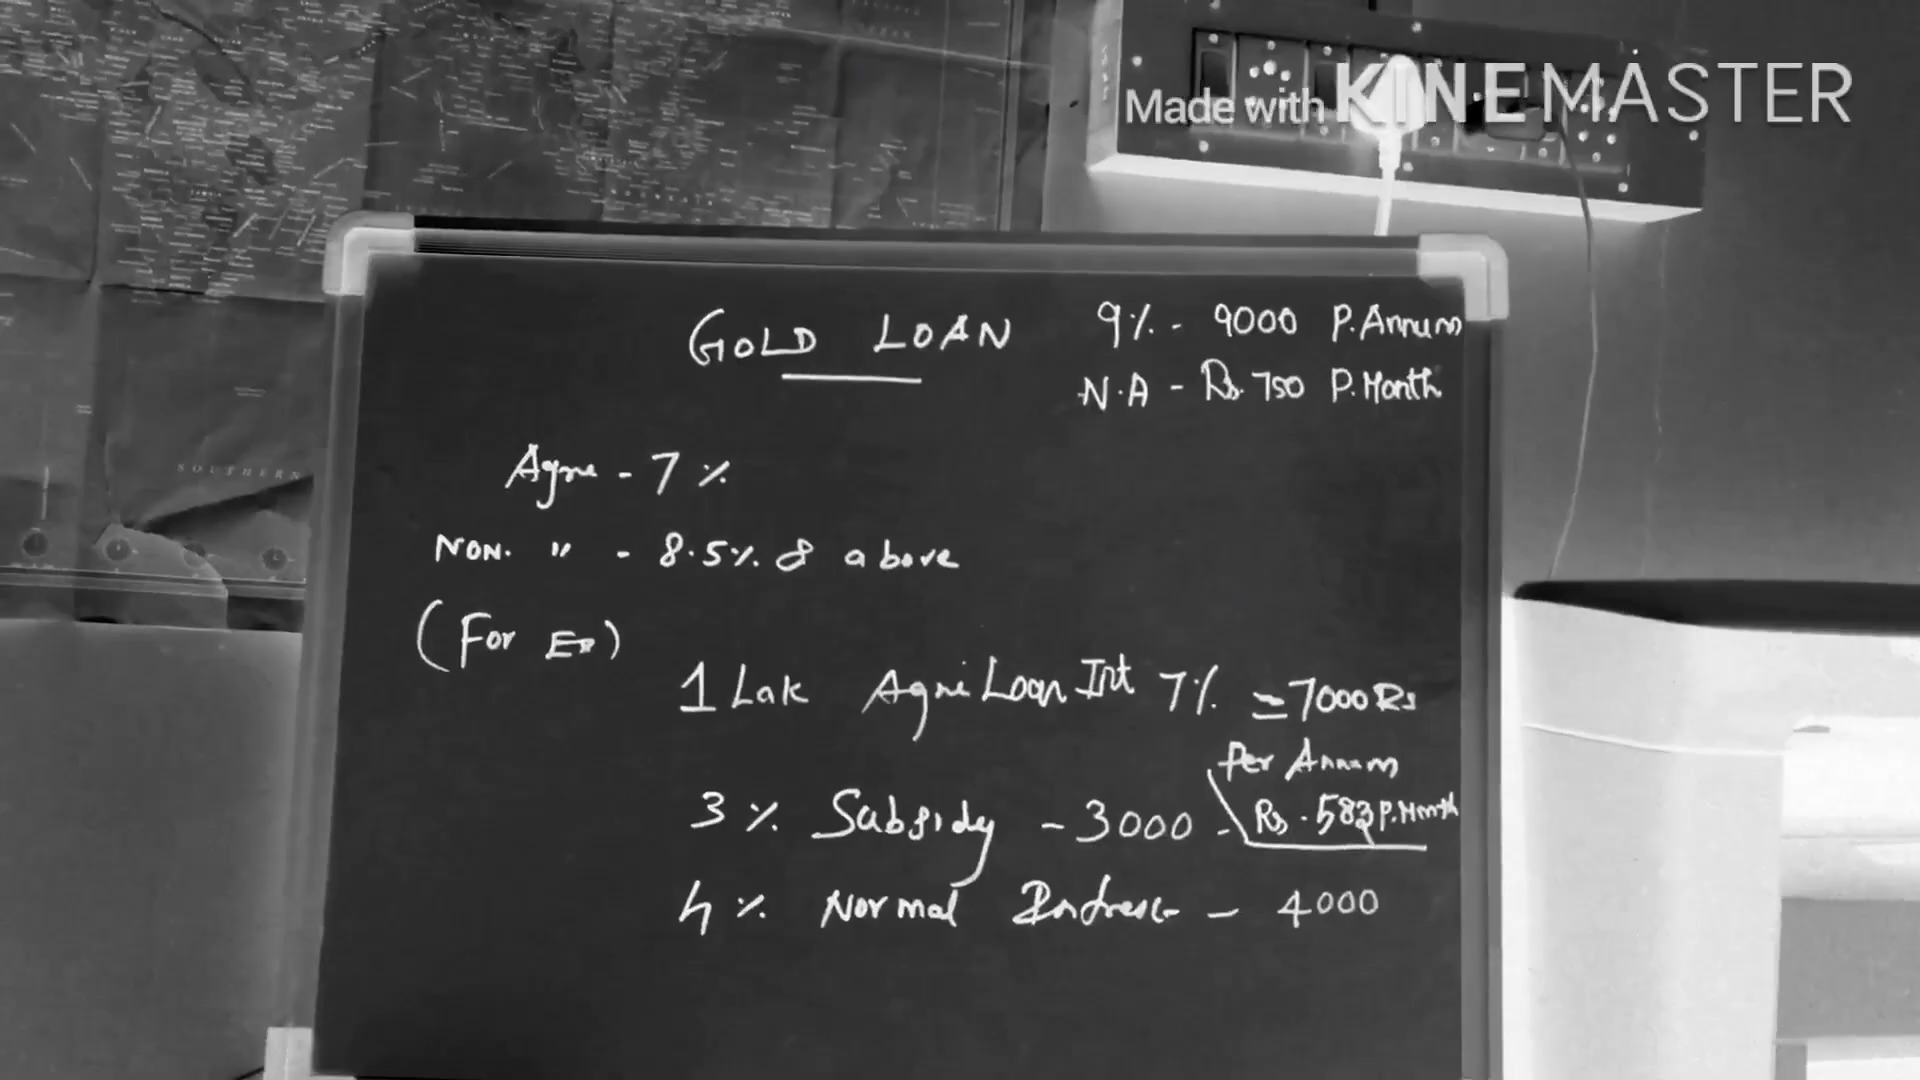 Made with KINEMASTER
GOLD LOAN
9% - 9000 P.Annum
N.A - Rs. 750 P.Month
Agri - 7 %
NON. " - 8.5% & above
(For Ex)
1 Lak Agri Loan Int 7% = 7000 Rs
Per Annum
3 % Subsidy - 3000 - Rs. 583 P.Month
4 % Normal Intrest - 4000
SOUTHERN